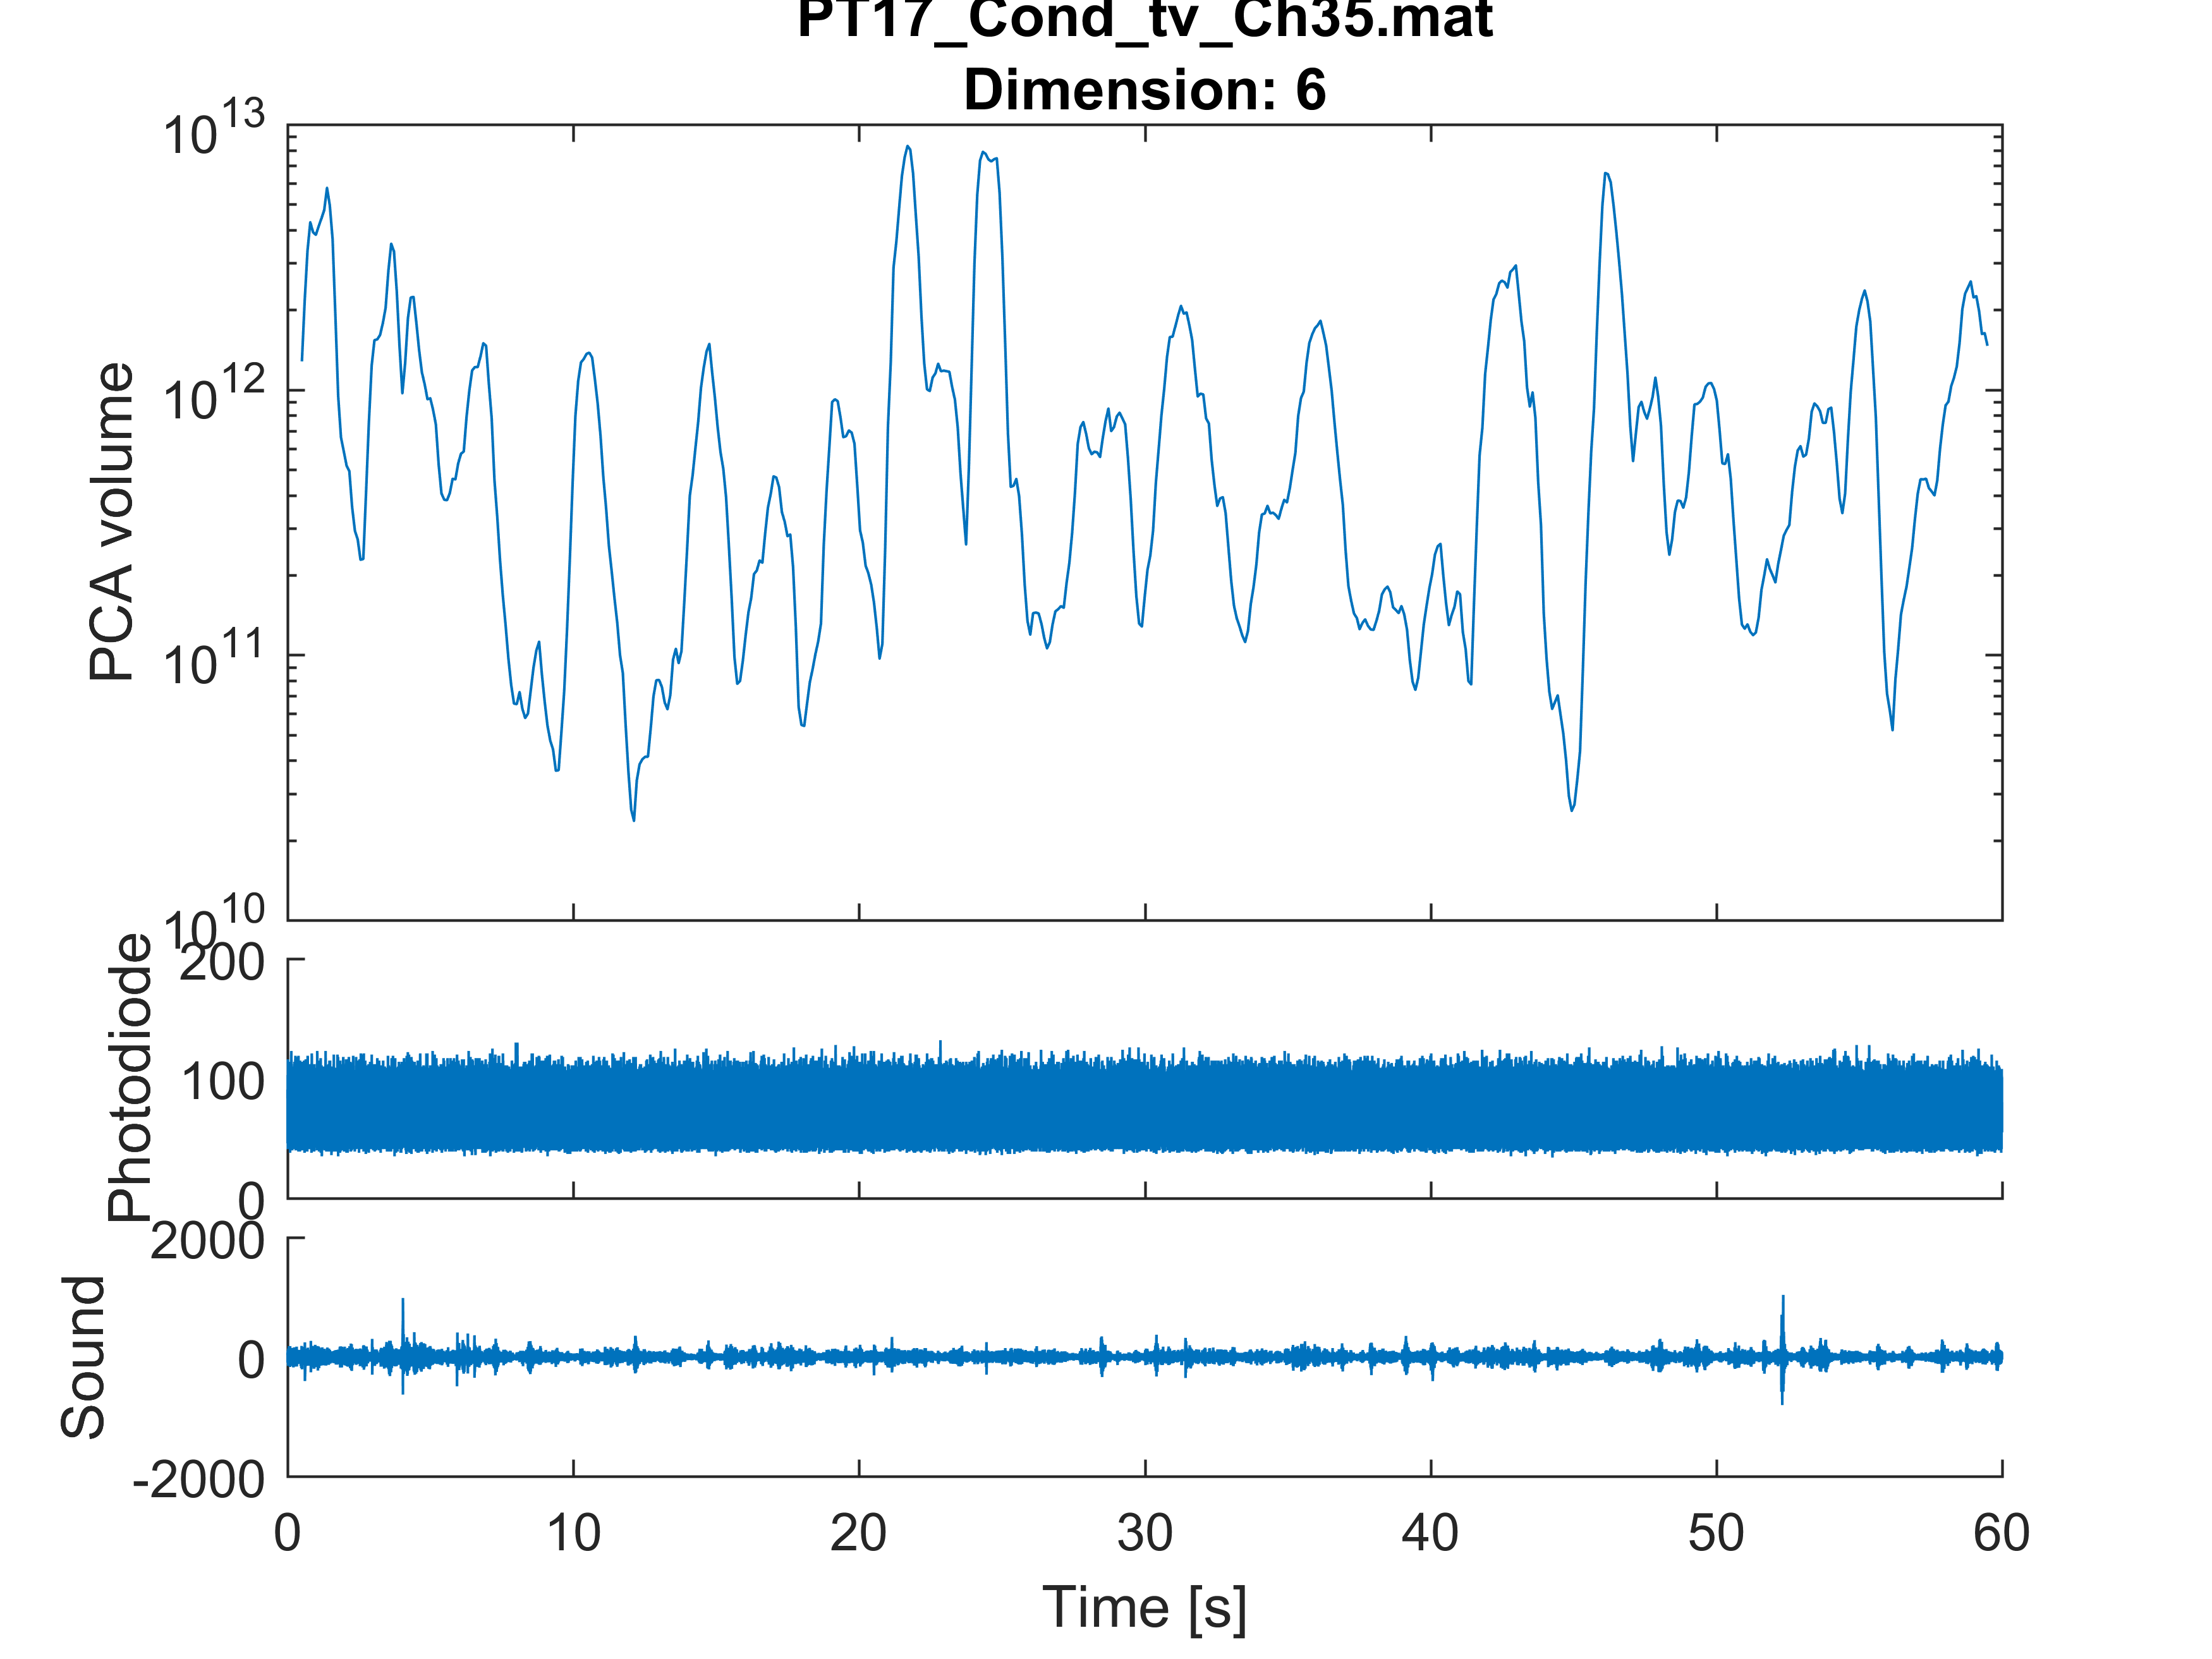 PT17_Cond_tv_Ch35.mat
Dimension: 6
10^13
10^12
10^11
10^10
PCA volume
200
100
0
Photodiode
2000
0
-2000
Sound
0 10 20 30 40 50 60
Time [s]